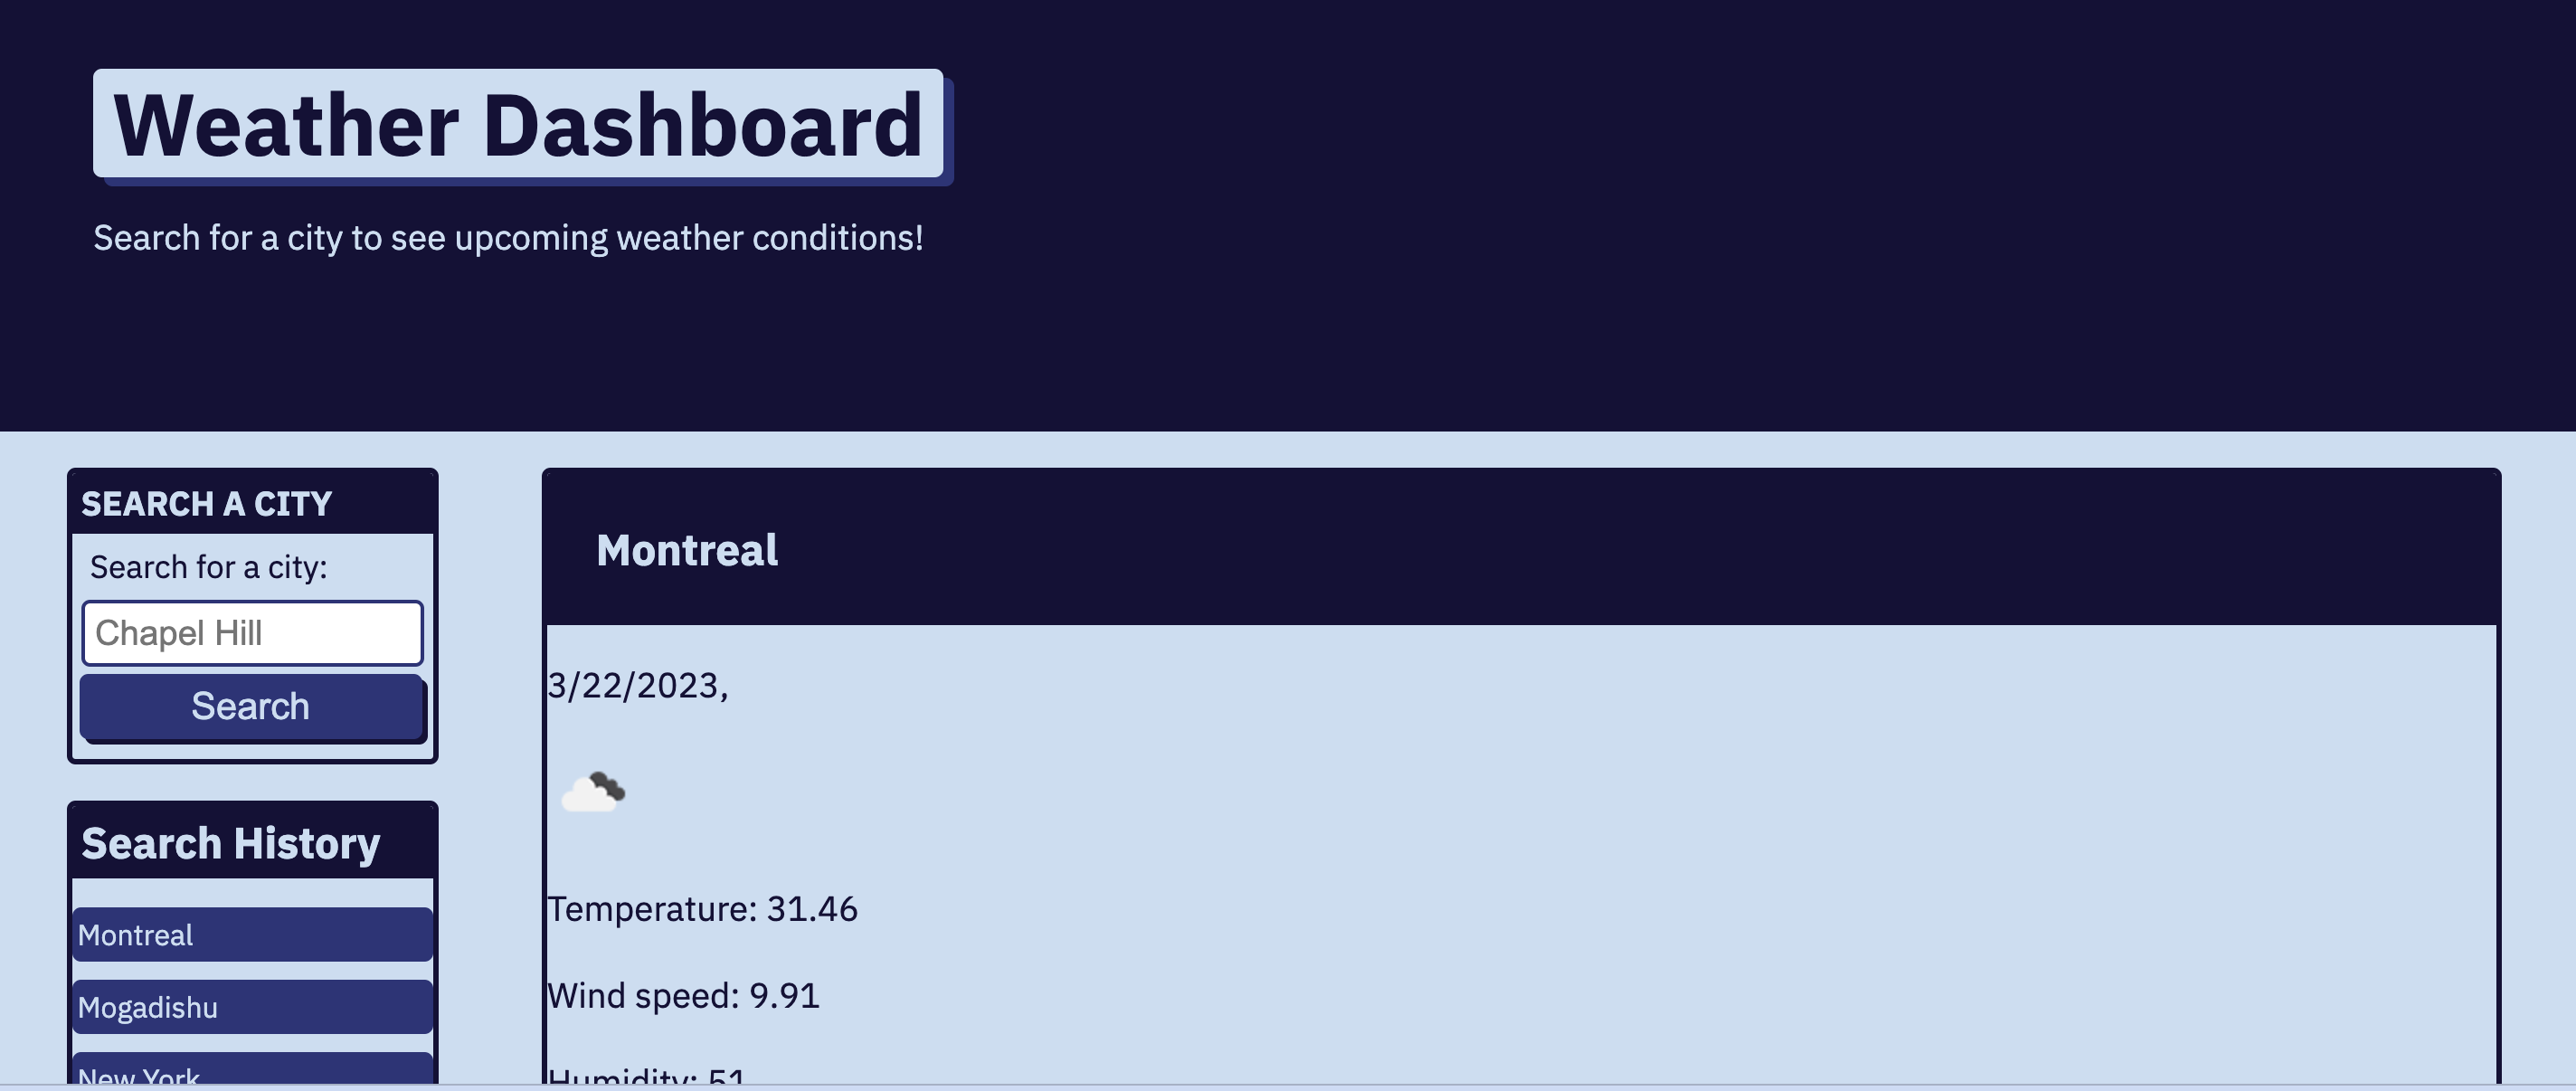 Weather Dashboard
Search for a city to see upcoming weather conditions!
SEARCH A CITY
Search for a city:
Chapel Hill
Search
Search History
Montreal
Mogadishu
New York
Montreal
3/22/2023,
Temperature: 31.46
Wind speed: 9.91
Humidity: 51